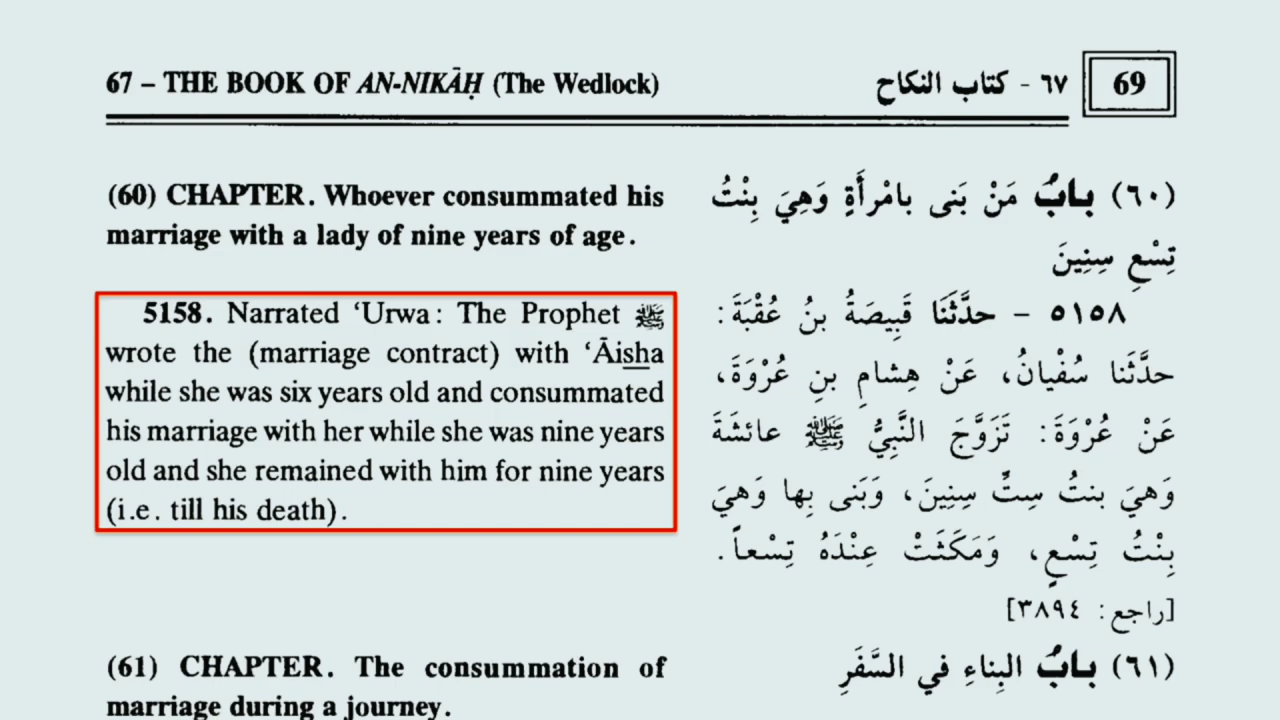 67 – THE BOOK OF AN-NIKĀḤ (The Wedlock)
٦٧ - كتاب النكاح
69
(60) CHAPTER. Whoever consummated his
marriage with a lady of nine years of age.
5158. Narrated ‘Urwa: The Prophet ﷺ
wrote the (marriage contract) with ‘Āisha
while she was six years old and consummated
his marriage with her while she was nine years
old and she remained with him for nine years
(i.e. till his death).
(61) CHAPTER. The consummation of
marriage during a journey.
(٦٠) بابُ مَنْ بَنى بامْرأَةٍ وَهِيَ بِنْتُ
تِسْعِ سِنِينَ
٥١٥٨ – حدَّثَنَا قَبِيصَةُ بنُ عُقْبَةَ:
حدَّثَنا سُفْيانُ، عَنْ هِشامِ بنِ عُرْوَةَ،
عَنْ عُرْوَةَ: تَزَوَّجَ النَّبِيُّ ﷺ عائشَةَ
وَهيَ بنتُ سِتِّ سِنِينَ، وَبَنى بِها وَهيَ
بِنْتُ تِسْعٍ، وَمَكَثَتْ عِنْدَهُ تِسْعاً.
[راجع: ٣٨٩٤]
(٦١) بابُ البِناءِ في السَّفَرِ